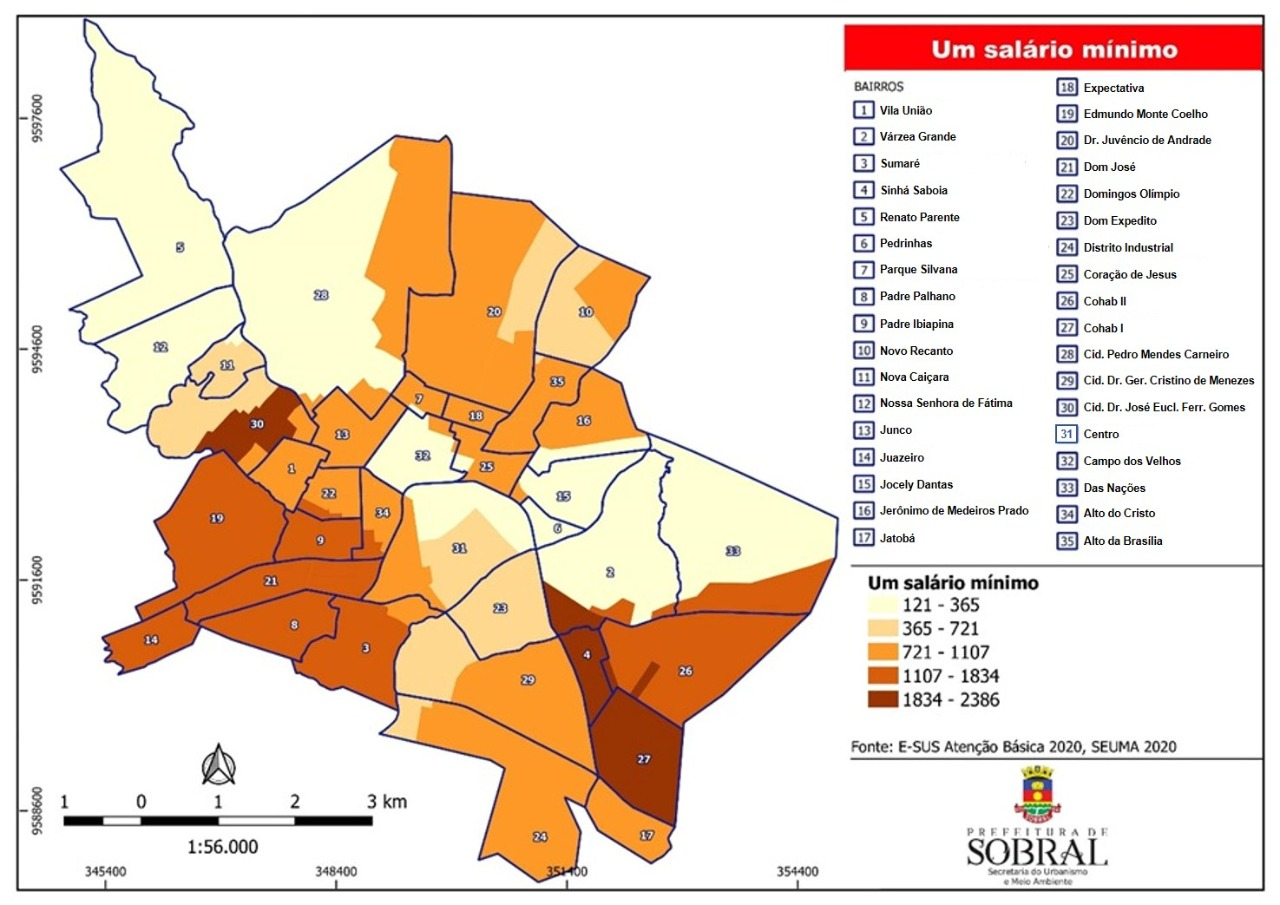 Um salário mínimo
BAIRROS
1 Vila União
2 Várzea Grande
3 Sumaré
4 Sinhá Saboia
5 Renato Parente
6 Pedrinhas
7 Parque Silvana
8 Padre Palhano
9 Padre Ibiapina
10 Novo Recanto
11 Nova Caiçara
12 Nossa Senhora de Fátima
13 Junco
14 Juazeiro
15 Jocely Dantas
16 Jerônimo de Medeiros Prado
17 Jatobá
18 Expectativa
19 Edmundo Monte Coelho
20 Dr. Juvêncio de Andrade
21 Dom José
22 Domingos Olímpio
23 Dom Expedito
24 Distrito Industrial
25 Coração de Jesus
26 Cohab II
27 Cohab I
28 Cid. Pedro Mendes Carneiro
29 Cid. Dr. Ger. Cristino de Menezes
30 Cid. Dr. José Eucl. Ferr. Gomes
31 Centro
32 Campo dos Velhos
33 Das Nações
34 Alto do Cristo
35 Alto da Brasília
Um salário mínimo
121 - 365
365 - 721
721 - 1107
1107 - 1834
1834 - 2386
Fonte: E-SUS Atenção Básica 2020, SEUMA 2020
PREFEITURA DE
SOBRAL
Secretaria do Urbanismo
e Meio Ambiente
9597600
9594600
9591600
9588600
5
28
20
10
12
11
35
7
18
16
30
13
32
25
1
22
15
19
34
6
9
31
33
21
2
23
8
14
3
4
26
29
27
24
17
1 0 1 2 3 km
1:56.000
345400 348400 351400 354400